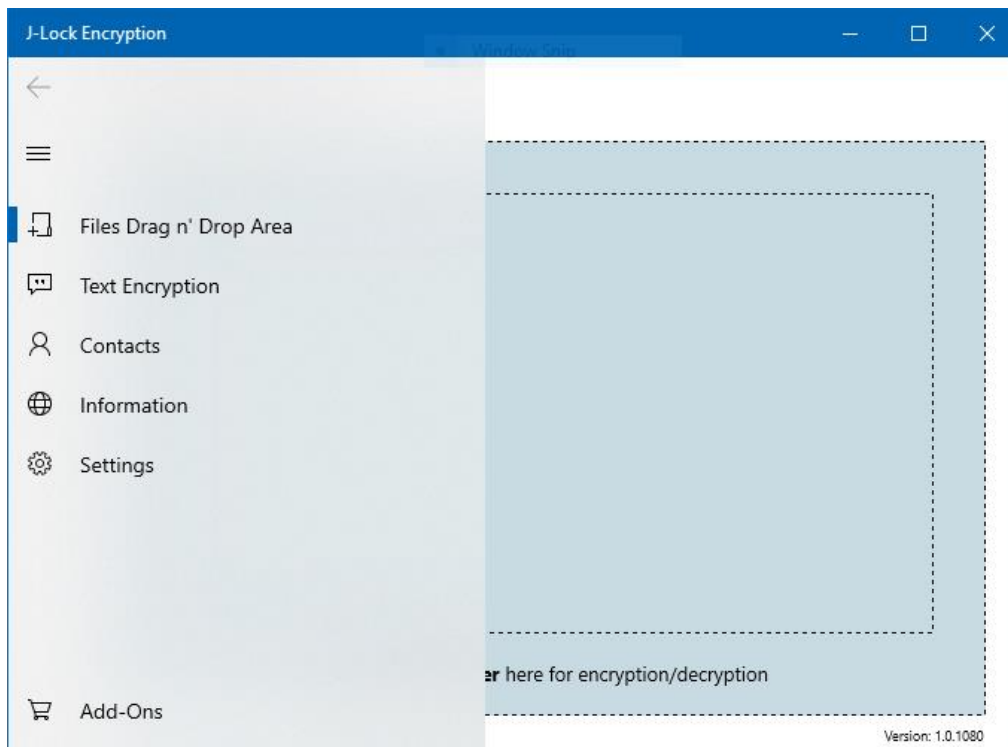 J-Lock Encryption
Window Snip
Files Drag n' Drop Area
Text Encryption
Contacts
Information
Settings
er here for encryption/decryption
Add-Ons
Version: 1.0.1080